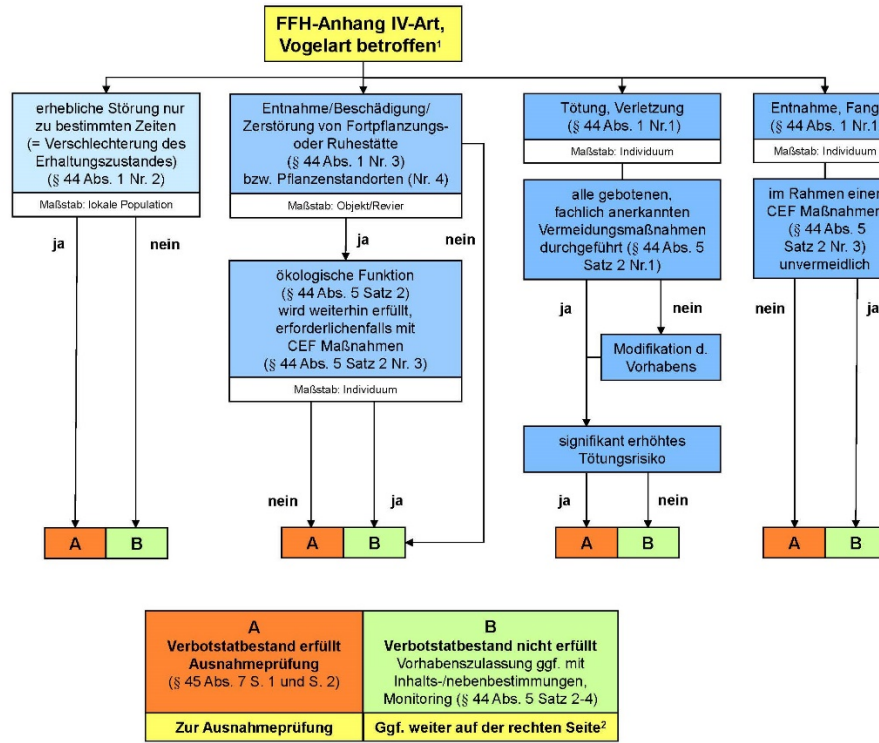 FFH-Anhang IV-Art,
Vogelart betroffen¹
erhebliche Störung nur
zu bestimmten Zeiten
(= Verschlechterung des
Erhaltungszustandes)
(§ 44 Abs. 1 Nr. 2)
Maßstab: lokale Population
ja
nein
A
B
Entnahme/Beschädigung/
Zerstörung von Fortpflanzungs-
oder Ruhestätte
(§ 44 Abs. 1 Nr. 3)
bzw. Pflanzenstandorten (Nr. 4)
Maßstab: Objekt/Revier
ja
nein
ökologische Funktion
(§ 44 Abs. 5 Satz 2)
wird weiterhin erfüllt,
erforderlichenfalls mit
CEF Maßnahmen
(§ 44 Abs. 5 Satz 2 Nr. 3)
Maßstab: Individuum
nein
ja
A
B
Tötung, Verletzung
(§ 44 Abs. 1 Nr.1)
Maßstab: Individuum
alle gebotenen,
fachlich anerkannten
Vermeidungsmaßnahmen
durchgeführt (§ 44 Abs. 5
Satz 2 Nr.1)
ja
nein
Modifikation d.
Vorhabens
signifikant erhöhtes
Tötungsrisiko
ja
nein
A
B
Entnahme, Fang
(§ 44 Abs. 1 Nr.1
Maßstab: Individuum
im Rahmen einer
CEF Maßnahmen
(§ 44 Abs. 5
Satz 2 Nr. 3)
unvermeidlich
nein
ja
A
B
A
Verbotstatbestand erfüllt
Ausnahmeprüfung
(§ 45 Abs. 7 S. 1 und S. 2)
Zur Ausnahmeprüfung
B
Verbotstatbestand nicht erfüllt
Vorhabenszulassung ggf. mit
Inhalts-/nebenbestimmungen,
Monitoring (§ 44 Abs. 5 Satz 2-4)
Ggf. weiter auf der rechten Seite²